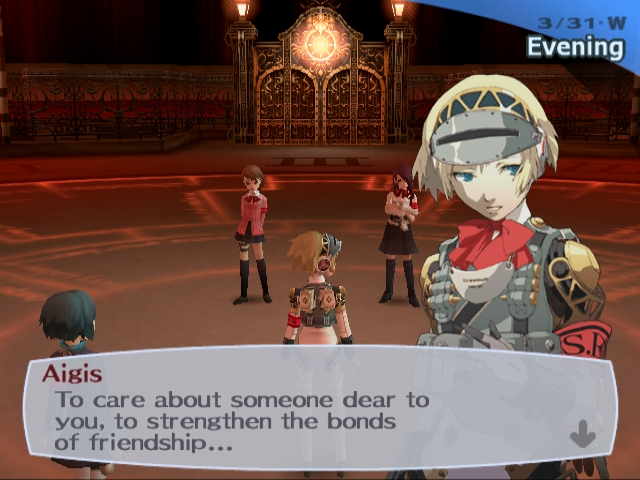 3/31·W
Evening
Aigis
To care about someone dear to
you, to strengthen the bonds
of friendship...
S.